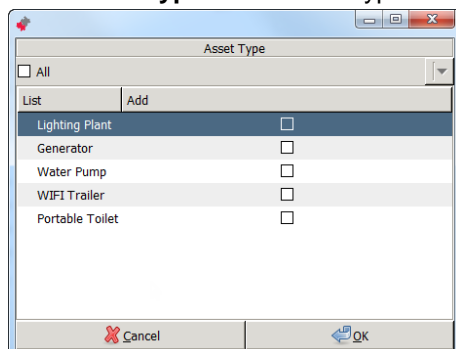 Asset Type
All
List Add
Lighting Plant
Generator
Water Pump
WIFI Trailer
Portable Toilet
Cancel OK